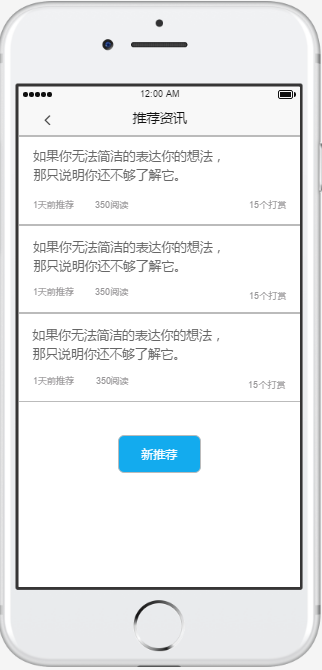 12:00 AM
推荐资讯
如果你无法简洁的表达你的想法，
那只说明你还不够了解它。
1天前推荐 350阅读 15个打赏
如果你无法简洁的表达你的想法，
那只说明你还不够了解它。
1天前推荐 350阅读 15个打赏
如果你无法简洁的表达你的想法，
那只说明你还不够了解它。
1天前推荐 350阅读 15个打赏
新推荐